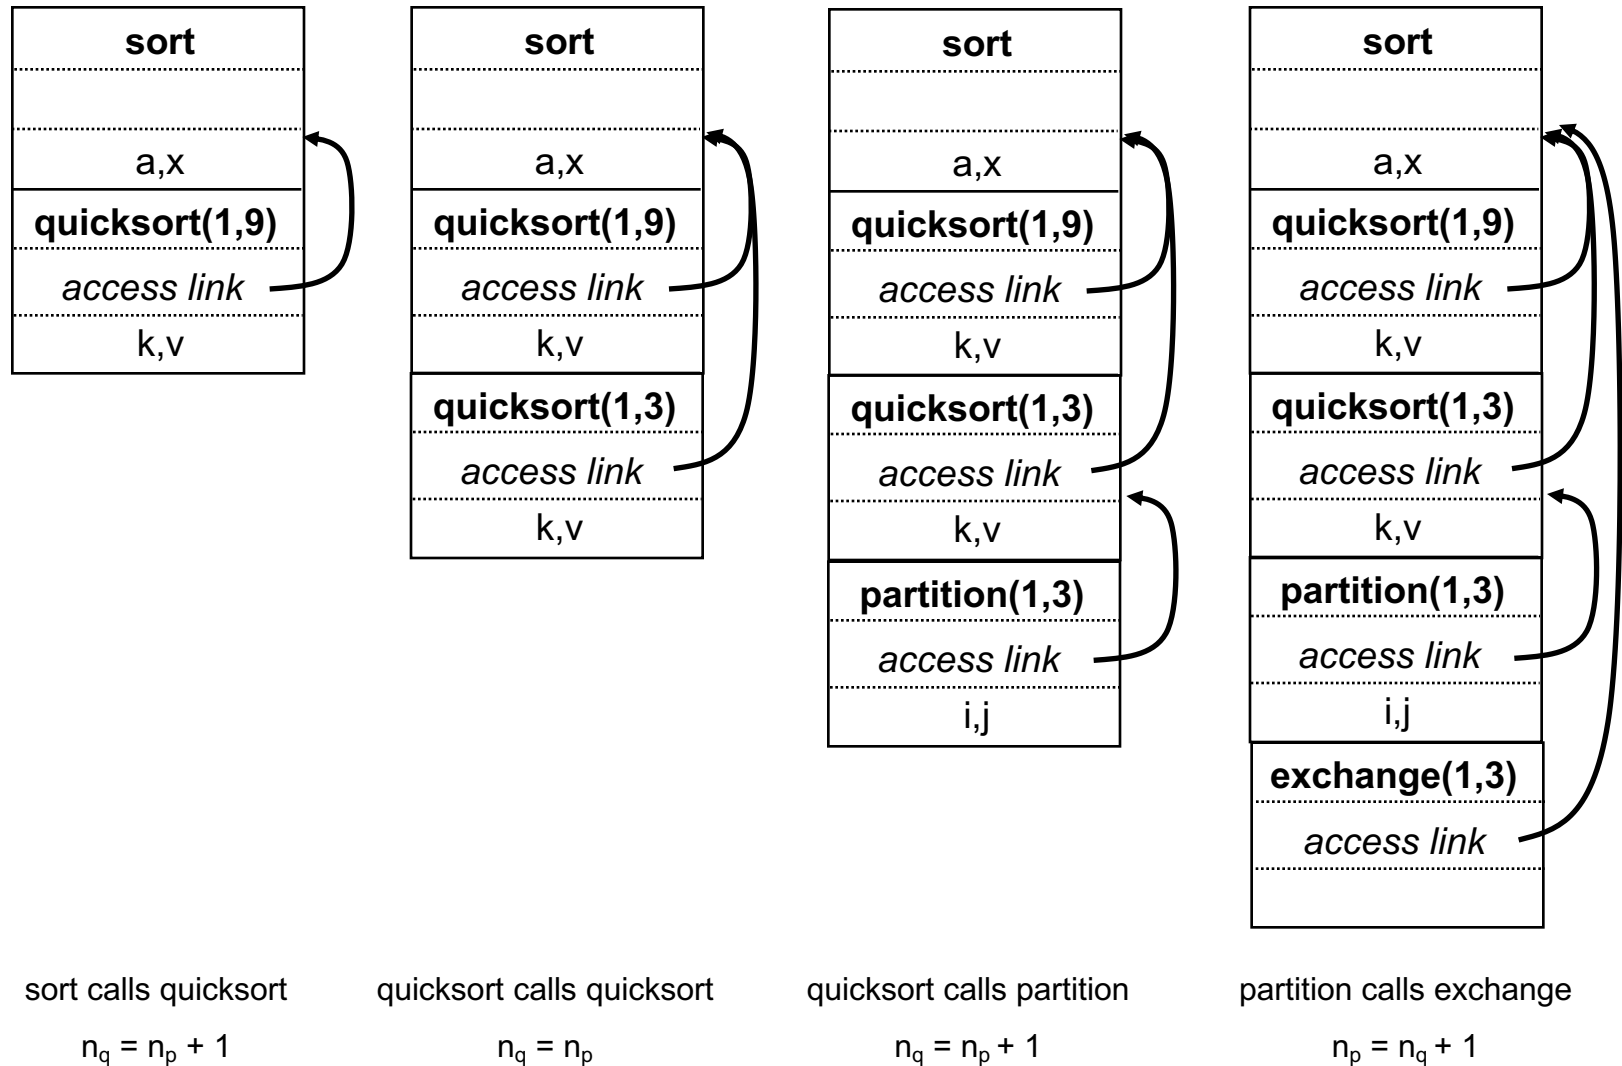 sort
a,x
quicksort(1,9)
access link
k,v
sort calls quicksort
n_q = n_p + 1
sort
a,x
quicksort(1,9)
access link
k,v
quicksort(1,3)
access link
k,v
quicksort calls quicksort
n_q = n_p
sort
a,x
quicksort(1,9)
access link
k,v
quicksort(1,3)
access link
k,v
partition(1,3)
access link
i,j
quicksort calls partition
n_q = n_p + 1
sort
a,x
quicksort(1,9)
access link
k,v
quicksort(1,3)
access link
k,v
partition(1,3)
access link
i,j
exchange(1,3)
access link
partition calls exchange
n_p = n_q + 1